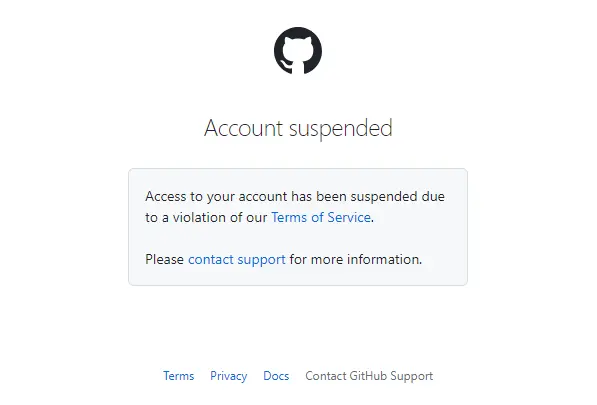 Account suspended
Access to your account has been suspended due
to a violation of our Terms of Service.
Please contact support for more information.
Terms Privacy Docs Contact GitHub Support